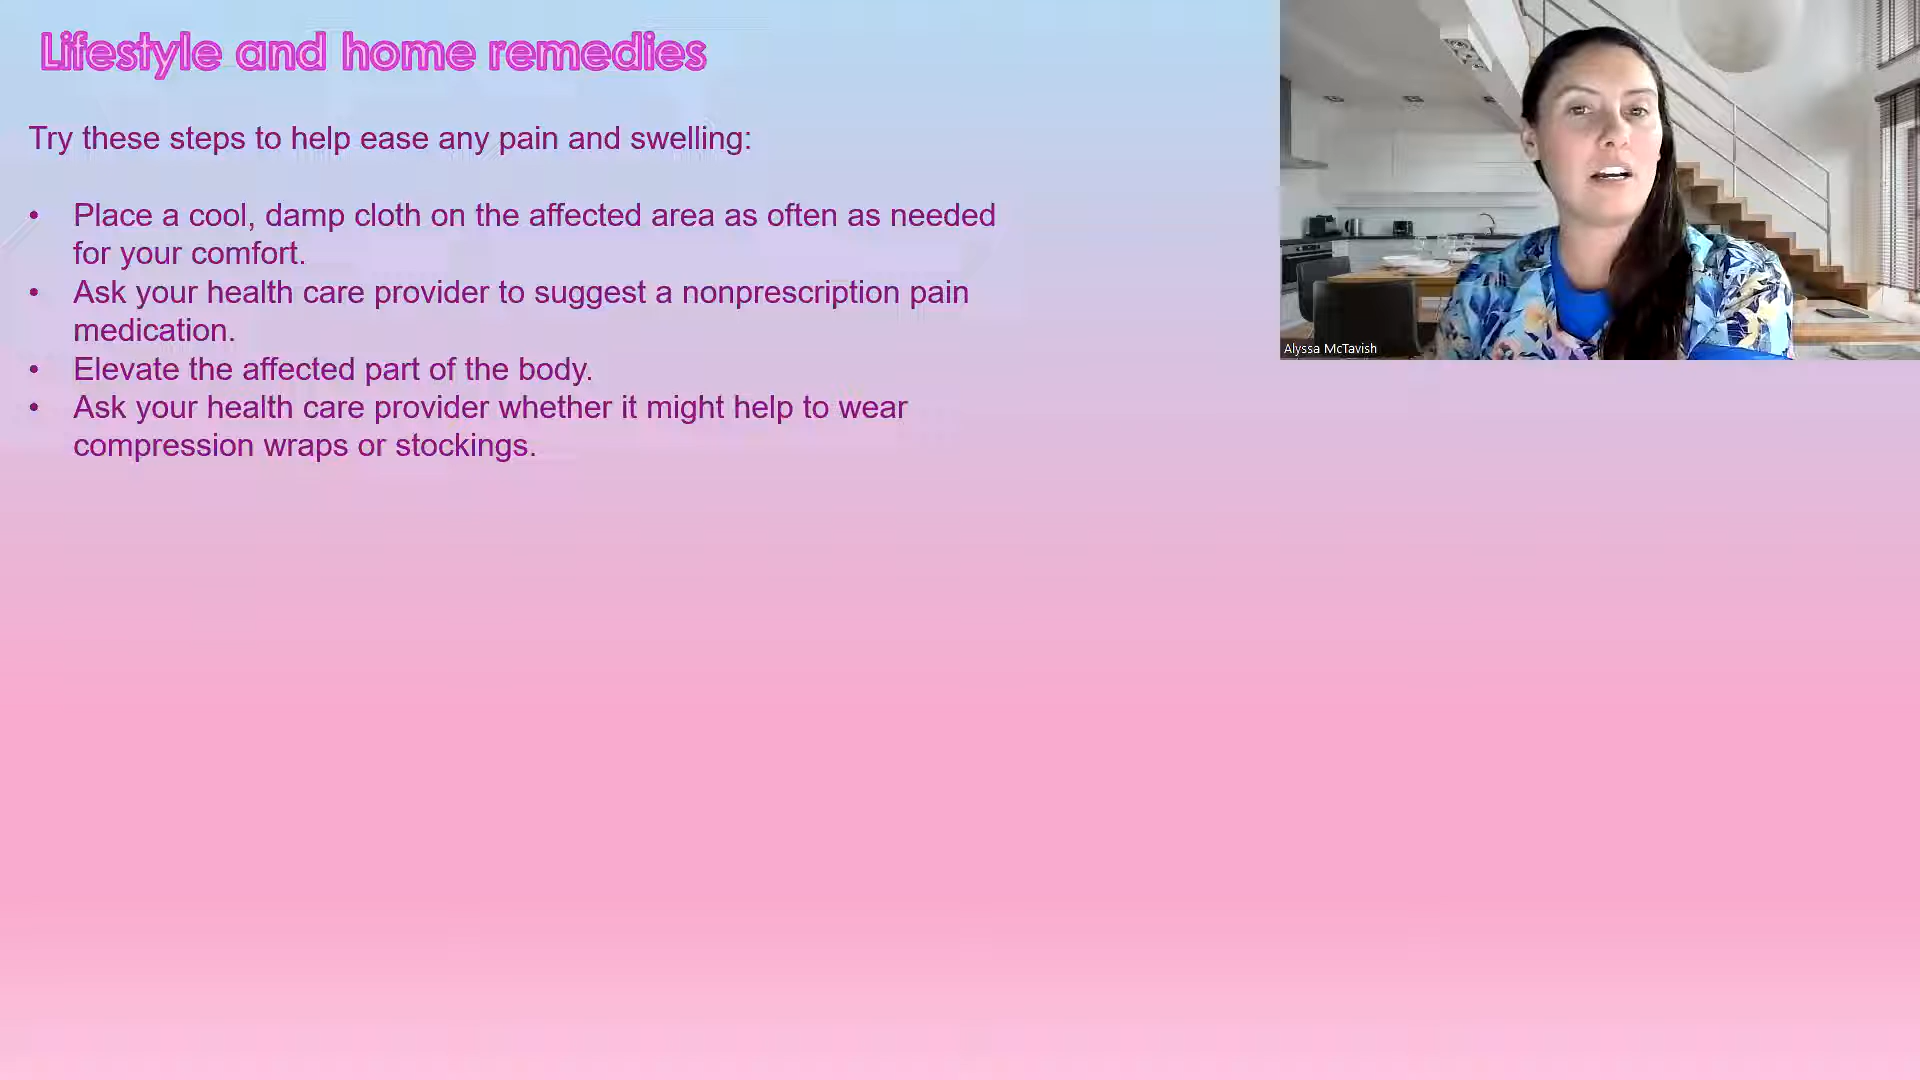 Lifestyle and home remedies
Try these steps to help ease any pain and swelling:
• Place a cool, damp cloth on the affected area as often as needed
for your comfort.
• Ask your health care provider to suggest a nonprescription pain
medication.
• Elevate the affected part of the body.
• Ask your health care provider whether it might help to wear
compression wraps or stockings.
Alyssa McTavish